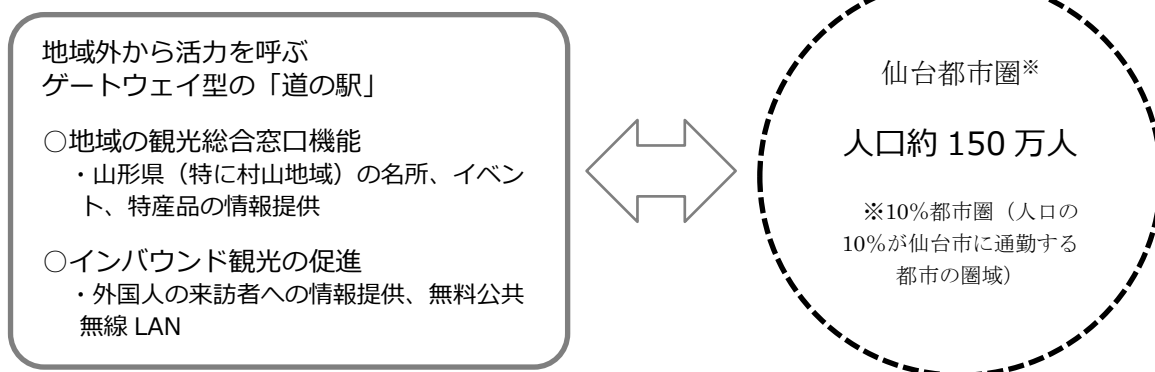 地域外から活力を呼ぶ
ゲートウェイ型の「道の駅」
○地域の観光総合窓口機能
・山形県（特に村山地域）の名所、イベン
ト、特産品の情報提供
○インバウンド観光の促進
・外国人の来訪者への情報提供、無料公共
無線 LAN
仙台都市圏※
人口約 150 万人
※10％都市圏（人口の
10％が仙台市に通勤する
都市の圏域）